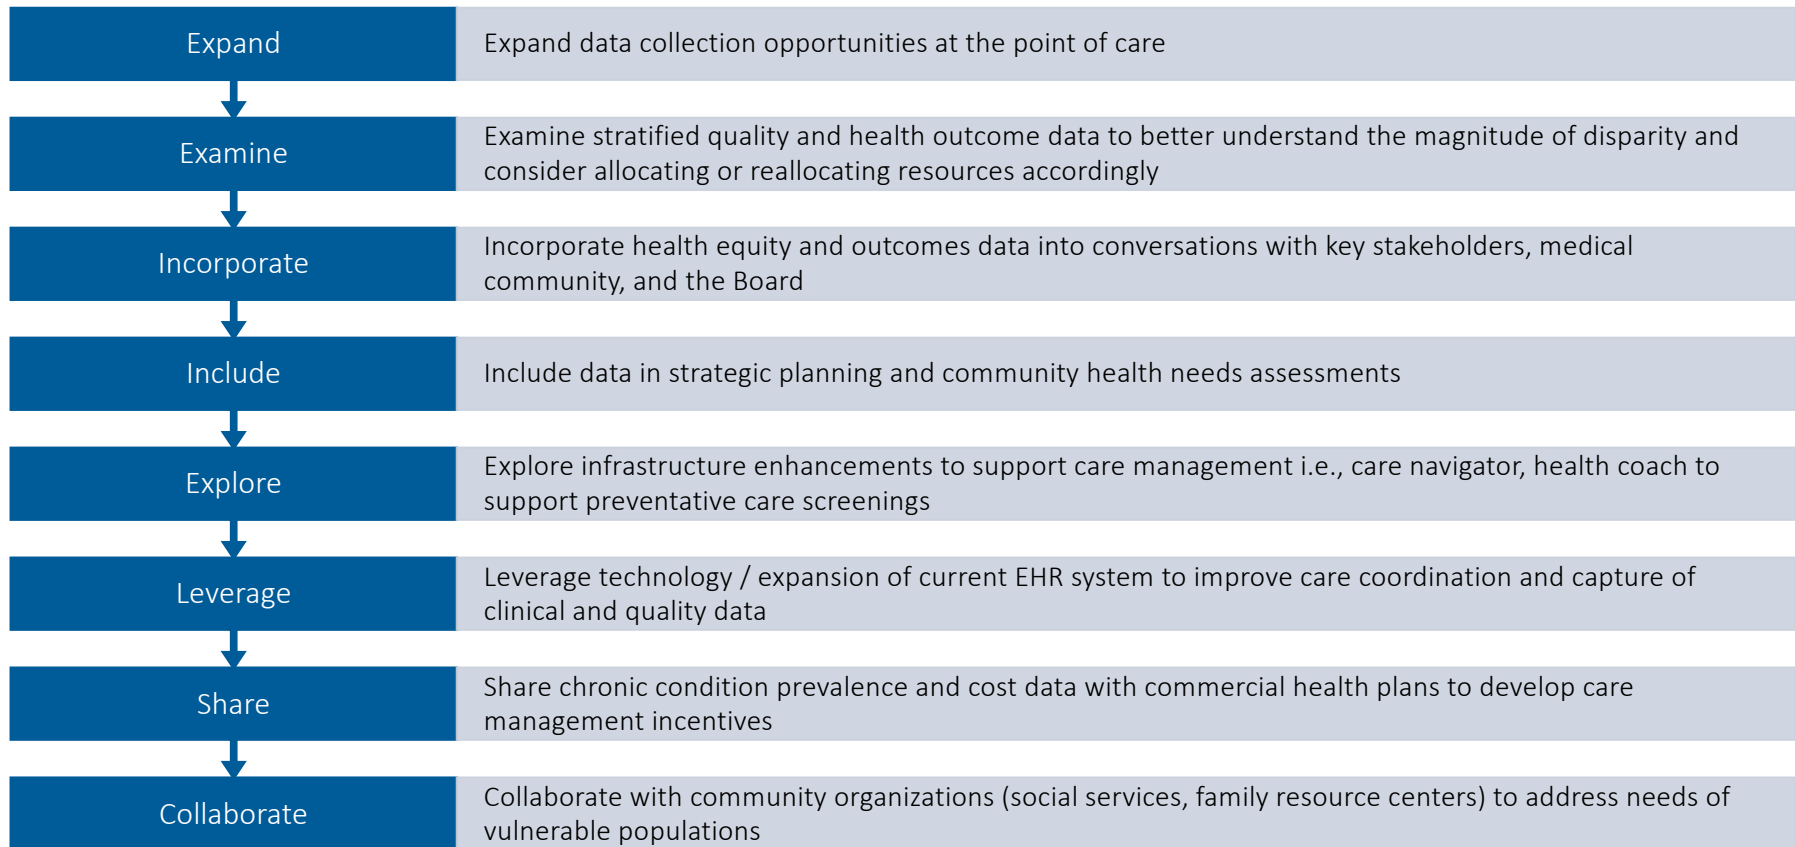 Expand
Expand data collection opportunities at the point of care
Examine
Examine stratified quality and health outcome data to better understand the magnitude of disparity and
consider allocating or reallocating resources accordingly
Incorporate
Incorporate health equity and outcomes data into conversations with key stakeholders, medical
community, and the Board
Include
Include data in strategic planning and community health needs assessments
Explore
Explore infrastructure enhancements to support care management i.e., care navigator, health coach to
support preventative care screenings
Leverage
Leverage technology / expansion of current EHR system to improve care coordination and capture of
clinical and quality data
Share
Share chronic condition prevalence and cost data with commercial health plans to develop care
management incentives
Collaborate
Collaborate with community organizations (social services, family resource centers) to address needs of
vulnerable populations